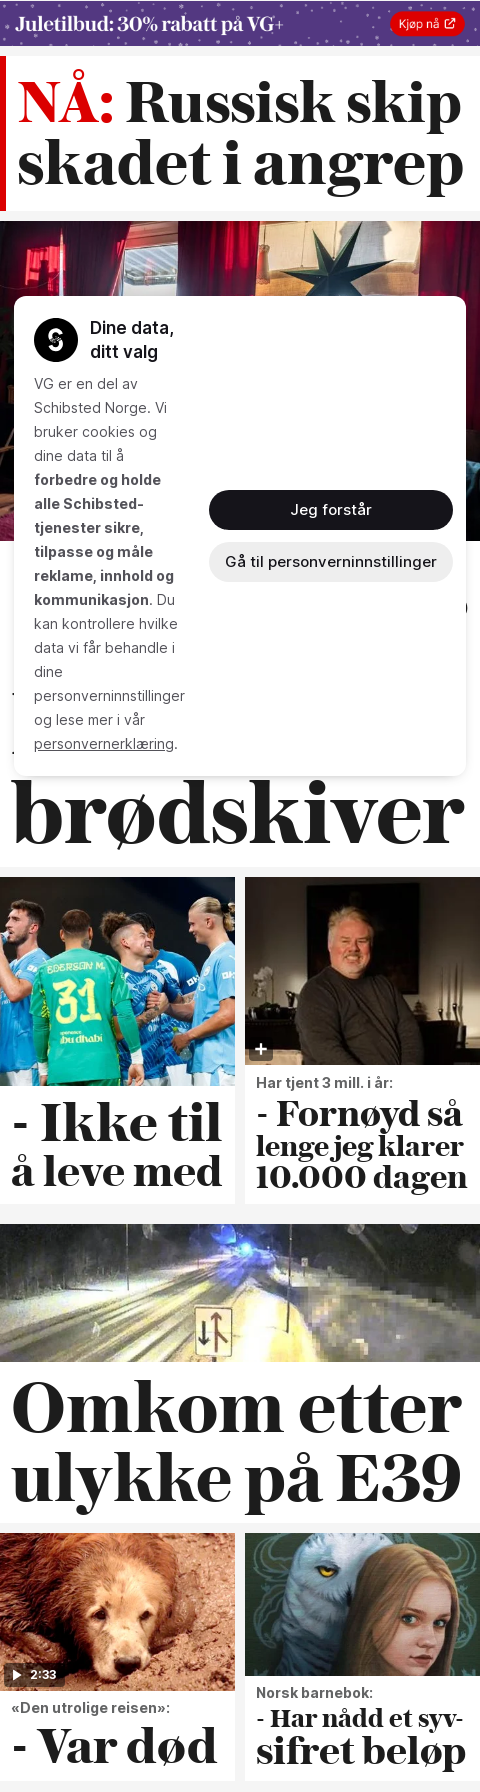 Juletilbud: 30% rabatt på VG+
Kjøp nå
NÅ: Russisk skip
skadet i angrep
Dine data,
ditt valg
VG er en del av
Schibsted Norge. Vi
bruker cookies og
dine data til å
forbedre og holde
alle Schibsted-
tjenester sikre,
tilpasse og måle
reklame, innhold og
kommunikasjon. Du
kan kontrollere hvilke
data vi får behandle i
dine
personverninnstillinger
og lese mer i vår
personvernerklæring.
Jeg forstår
Gå til personverninnstillinger
brødskiver
EDERSON M.
31
abu dhabi
- Ikke til
å leve med
Har tjent 3 mill. i år:
- Fornøyd så
lenge jeg klarer
10.000 dagen
Omkom etter
ulykke på E39
2:33
«Den utrolige reisen»:
- Var død
Norsk barnebok:
- Har nådd et syv-
sifret beløp